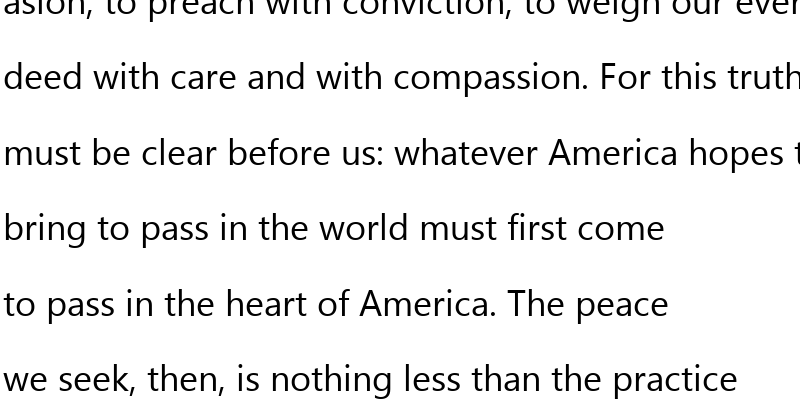 asion, to preach with conviction, to weigh our ever
deed with care and with compassion. For this truth
must be clear before us: whatever America hopes t
bring to pass in the world must first come
to pass in the heart of America. The peace
we seek, then, is nothing less than the practice